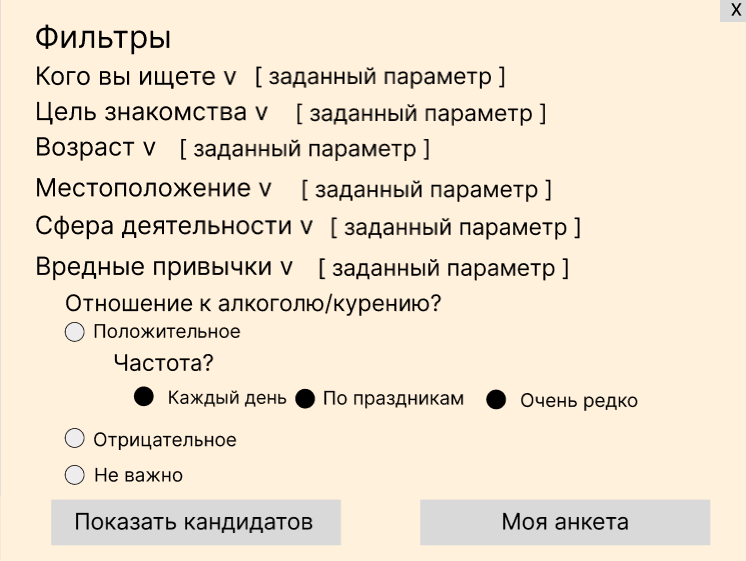 X
Фильтры
Кого вы ищете v [ заданный параметр ]
Цель знакомства v [ заданный параметр ]
Возраст v [ заданный параметр ]
Местоположение v [ заданный параметр ]
Сфера деятельности v [ заданный параметр ]
Вредные привычки v [ заданный параметр ]
Отношение к алкоголю/курению?
Положительное
Частота?
Каждый день По праздникам Очень редко
Отрицательное
Не важно
Показать кандидатов Моя анкета